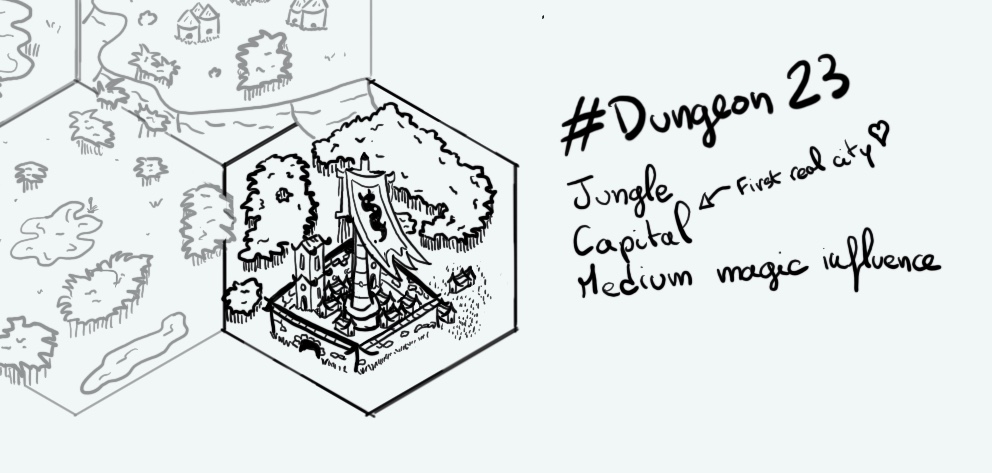 #Dungeon 23
Jungle
First real city
Capital
Medium magic influence